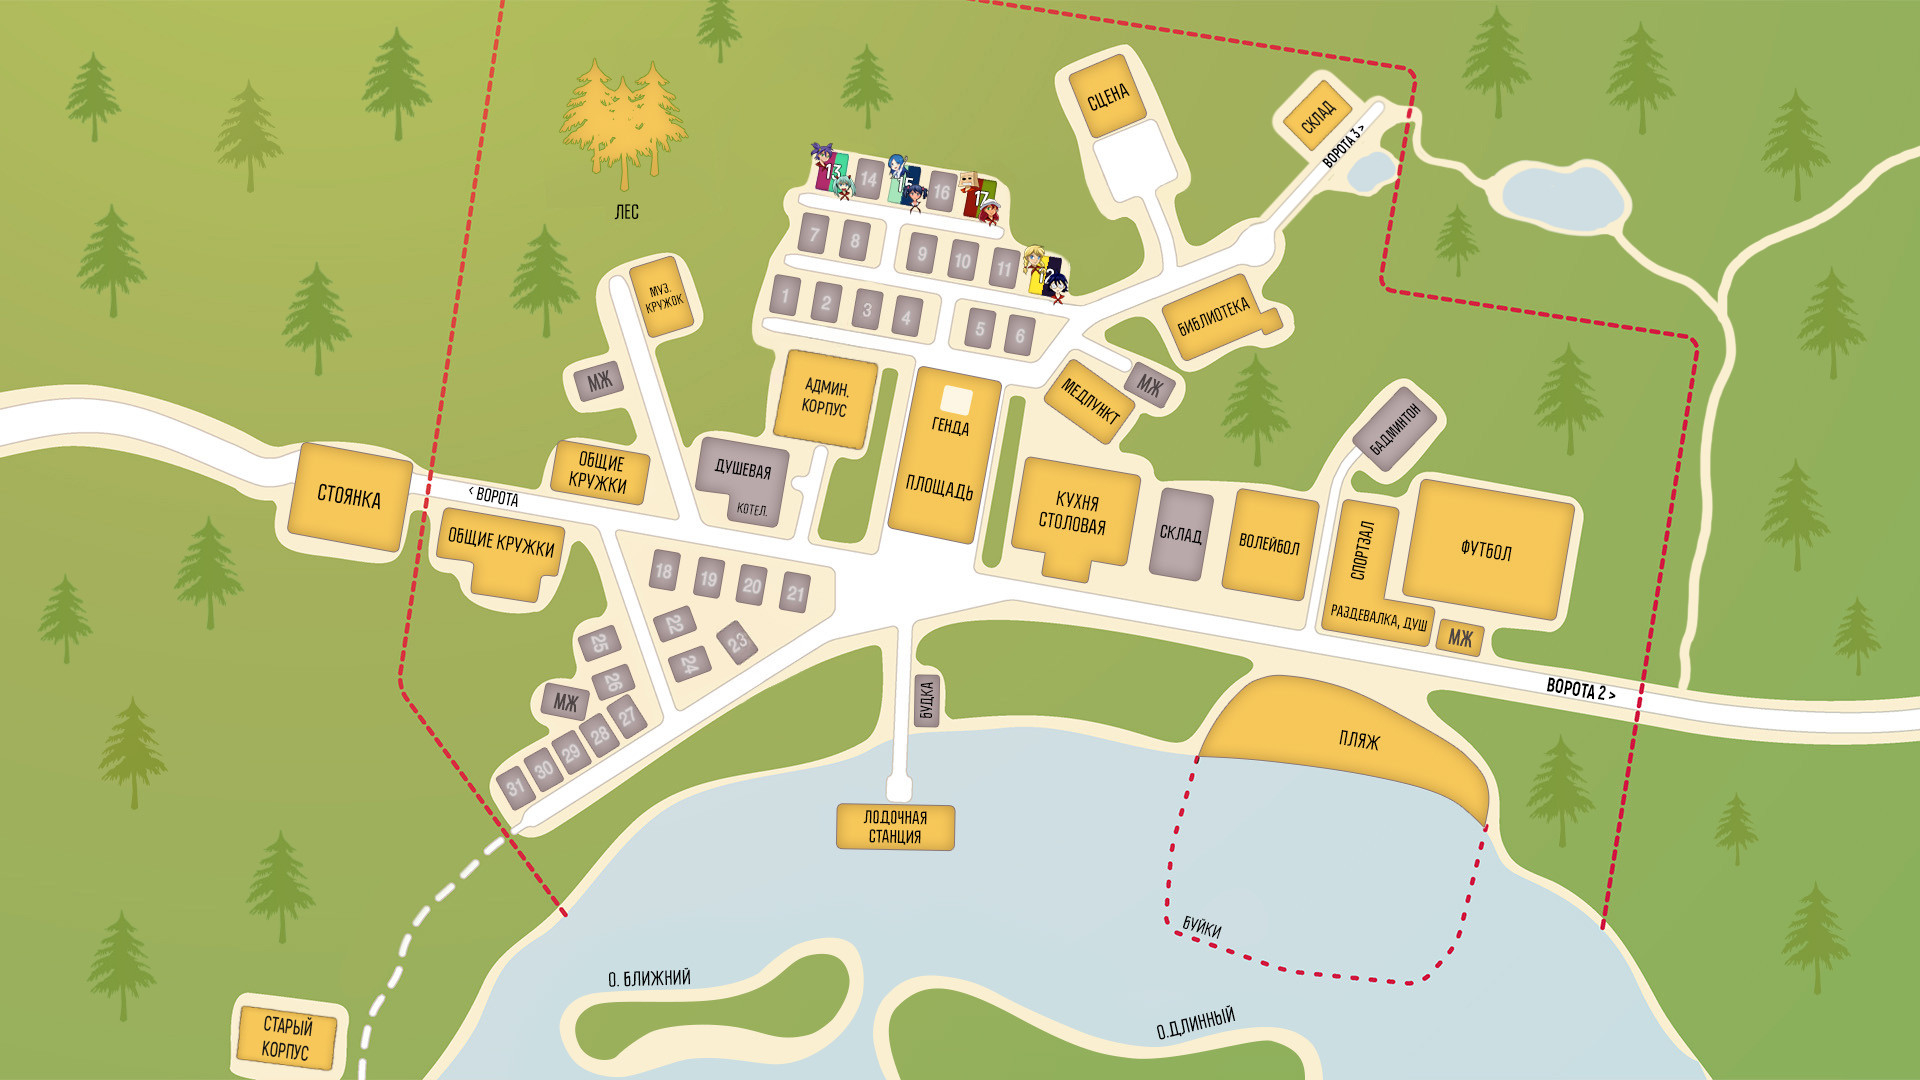 СЦЕНА
СКЛАД
ВОРОТА 3 >
ЛЕС
13
14
15
16
17
7
8
9
10
11
12
1
2
3
4
5
6
МУЗ.
КРУЖОК
БИБЛИОТЕКА
МЖ
АДМИН.
КОРПУС
ГЕНДА
ПЛОЩАДЬ
МЕДПУНКТ
МЖ
БАДМИНТОН
СТОЯНКА
< ВОРОТА
ОБЩИЕ
КРУЖКИ
ОБЩИЕ КРУЖКИ
ДУШЕВАЯ
КОТЕЛ.
КУХНЯ
СТОЛОВАЯ
СКЛАД
ВОЛЕЙБОЛ
СПОРТЗАЛ
РАЗДЕВАЛКА, ДУШ
ФУТБОЛ
МЖ
18
19
20
21
22
23
24
25
26
МЖ
27
28
29
30
31
БУДКА
ВОРОТА 2 >
ПЛЯЖ
ЛОДОЧНАЯ
СТАНЦИЯ
БУЙКИ
О. БЛИЖНИЙ
О.ДЛИННЫЙ
СТАРЫЙ
КОРПУС